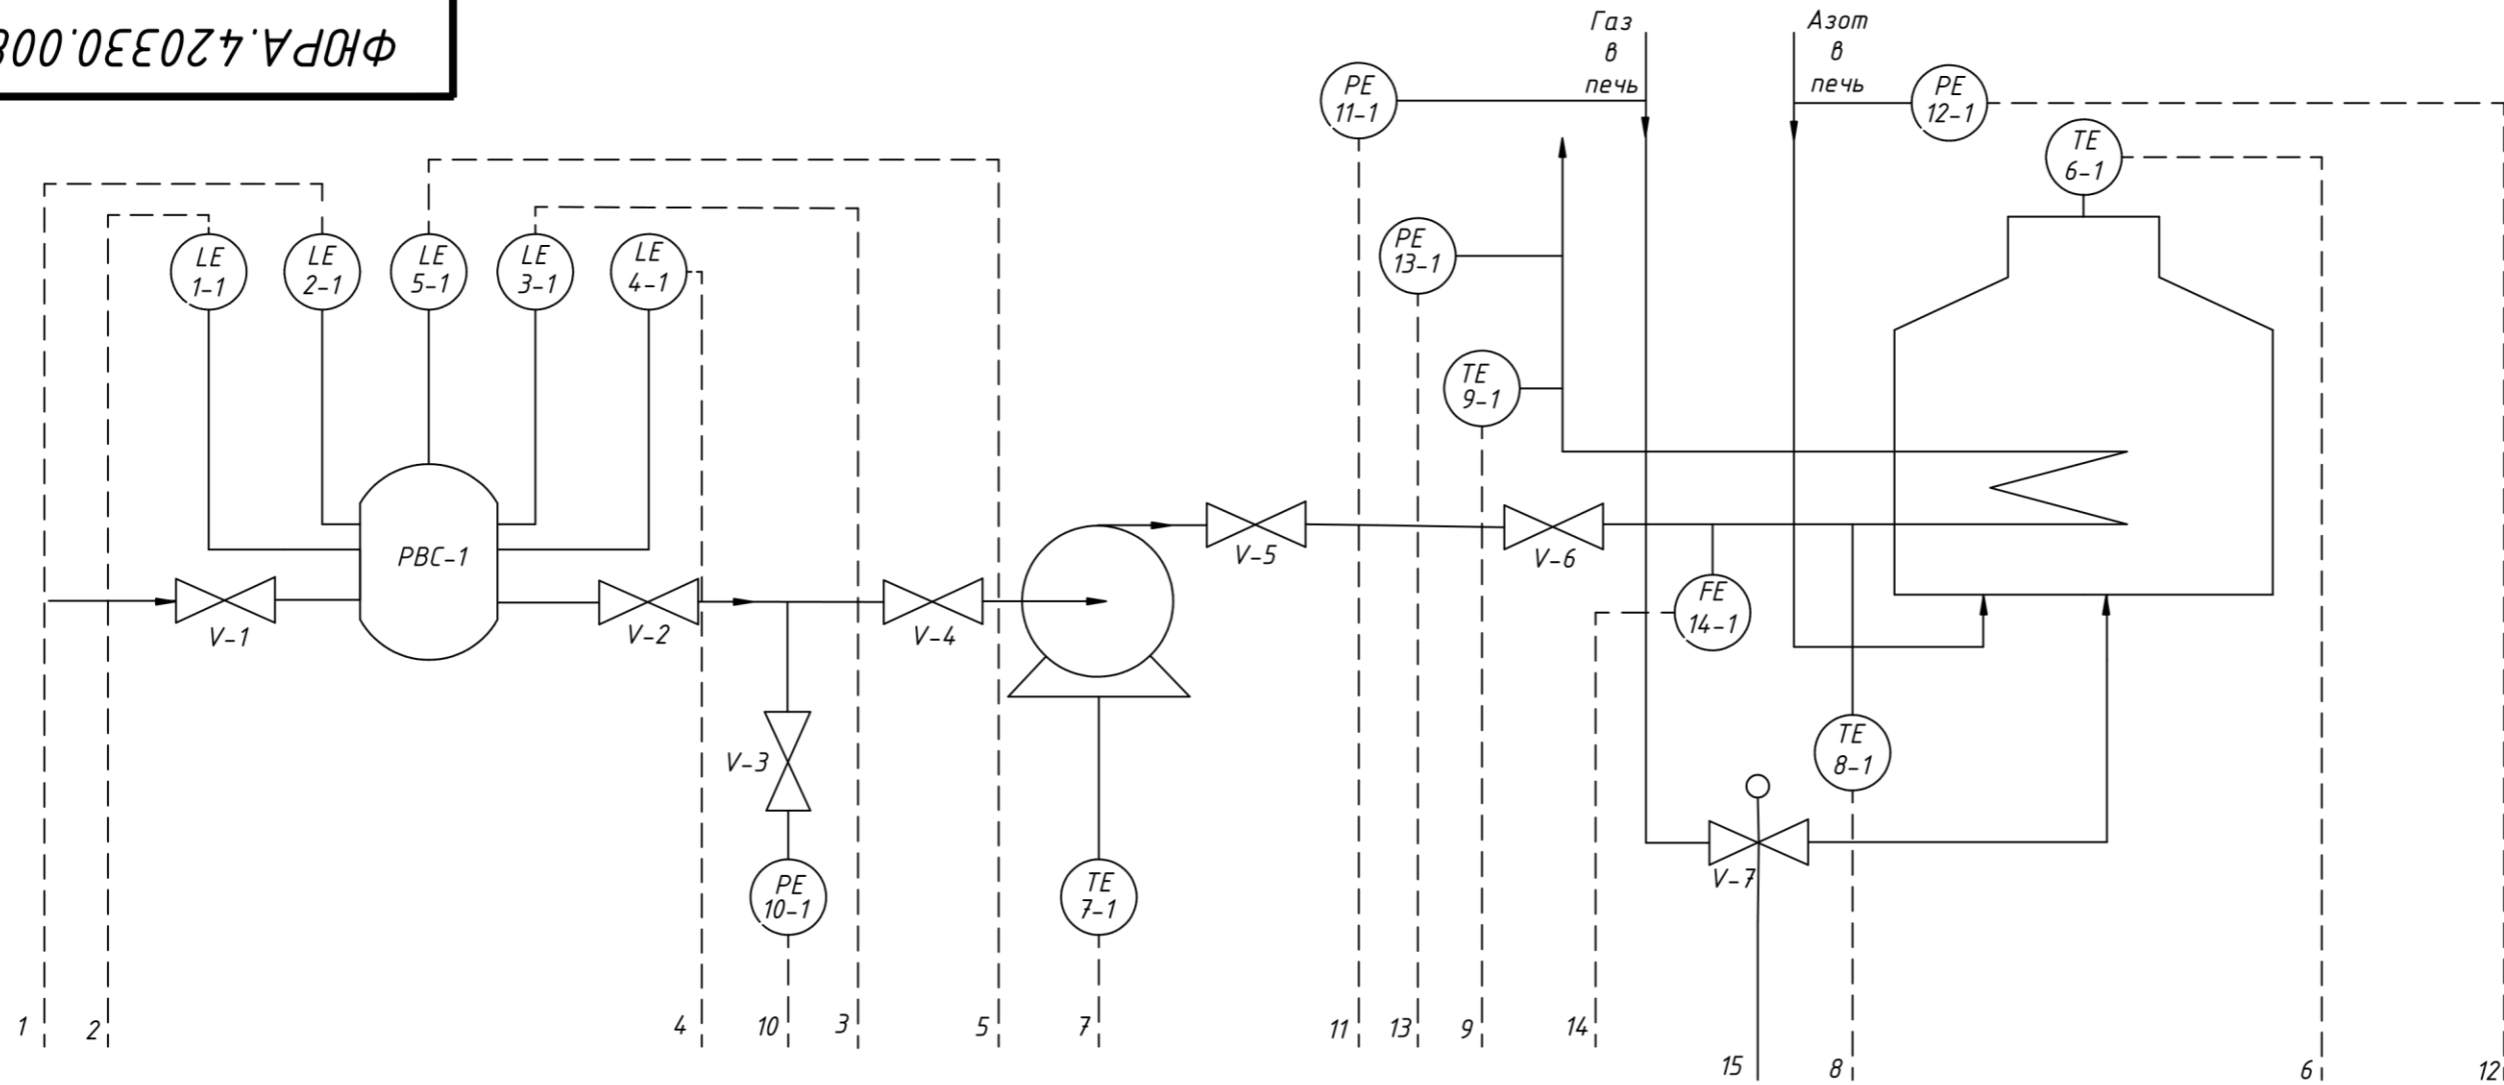 ФЮРА.420330.008
Газ
в
печь
Азот
в
печь
PE
11-1
PE
12-1
TE
6-1
LE
1-1
LE
2-1
LE
5-1
LE
3-1
LE
4-1
PE
13-1
TE
9-1
РВС-1
V-1
V-2
V-4
V-5
V-6
FE
14-1
V-3
TE
8-1
V-7
PE
10-1
TE
7-1
1
2
4
10
3
5
7
11
13
9
14
15
8
6
12